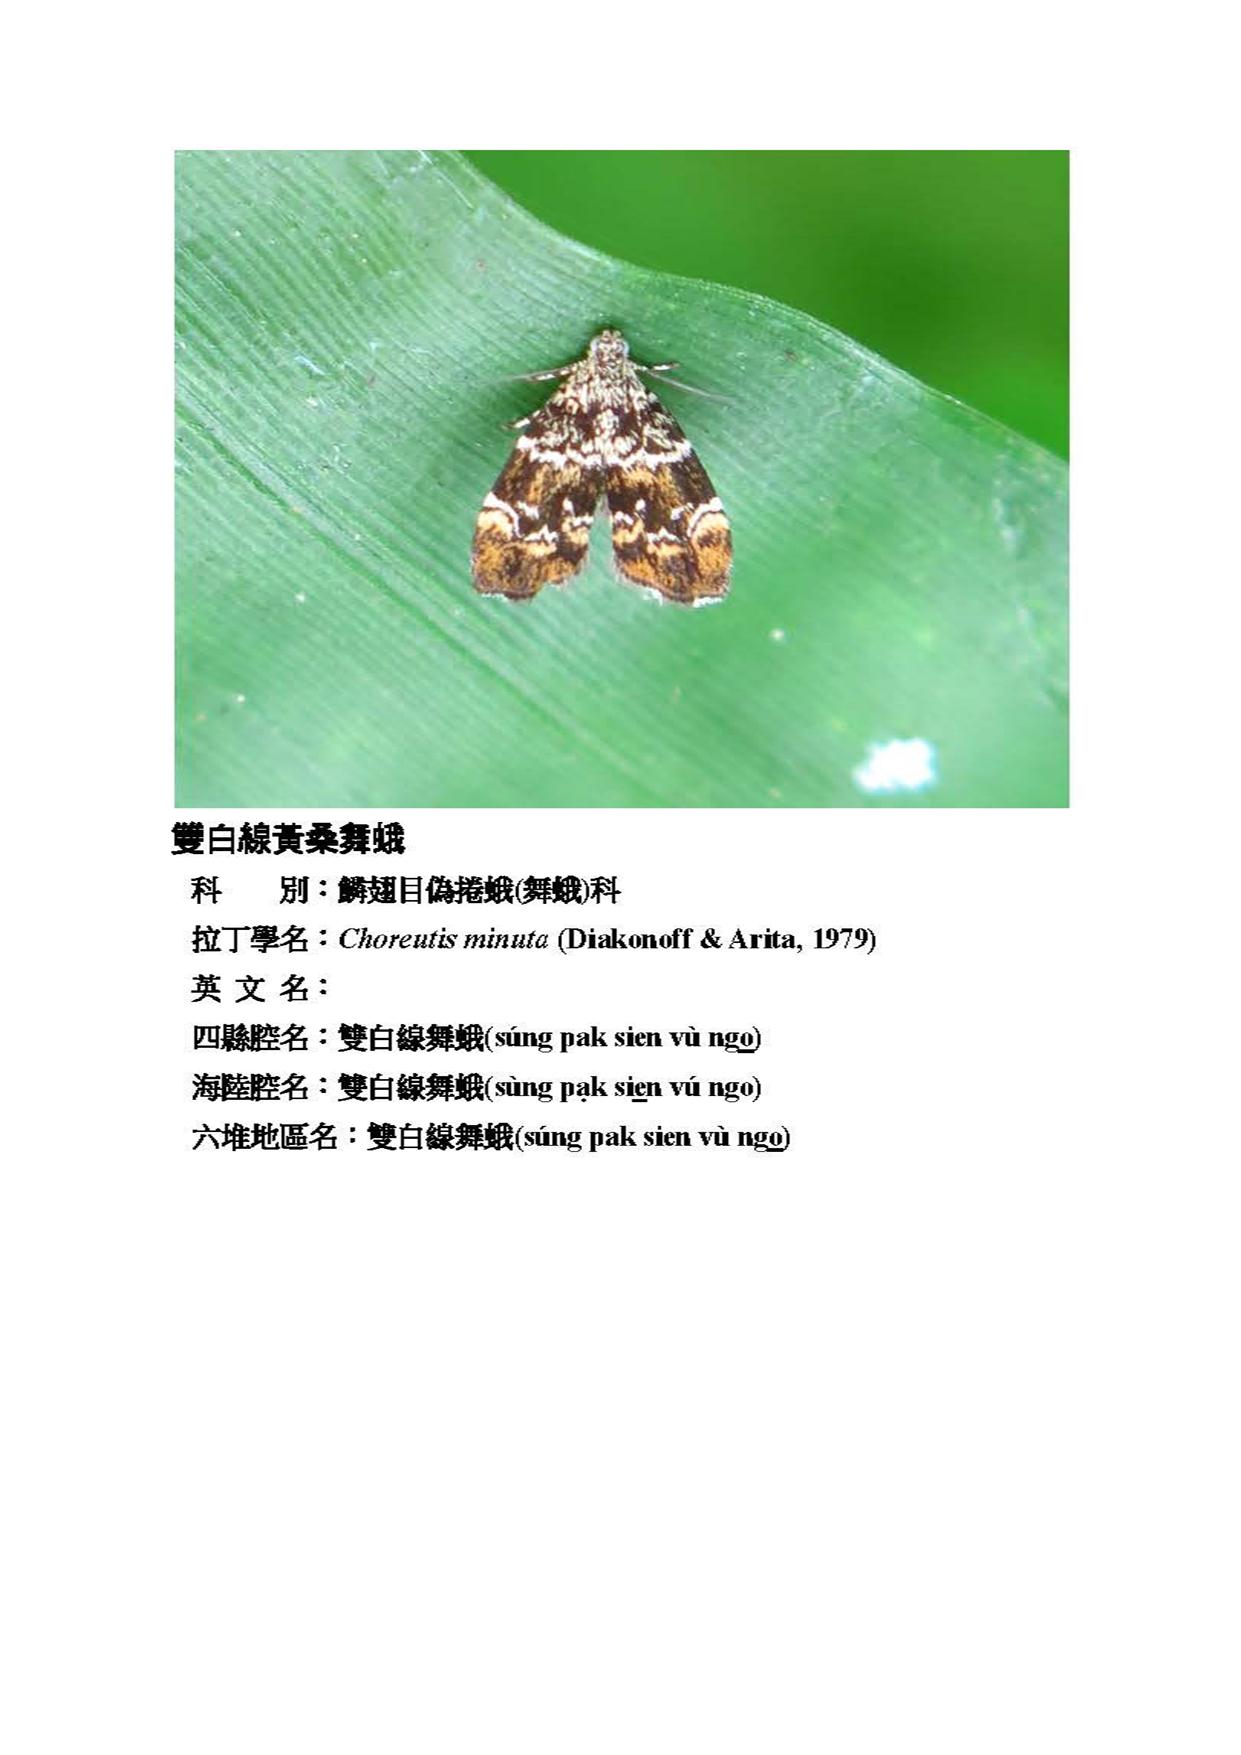 雙白線黃桑舞蛾
科　　別：鱗翅目偽捲蛾(舞蛾)科
拉丁學名：Choreutis minuta (Diakonoff & Arita, 1979)
英 文 名：
四縣腔名：雙白線舞蛾(súng pak sien vù ngo̲)
海陸腔名：雙白線舞蛾(sùng pạk sie̲n vú ngo)
六堆地區名：雙白線舞蛾(súng pak sien vù ngo̲)